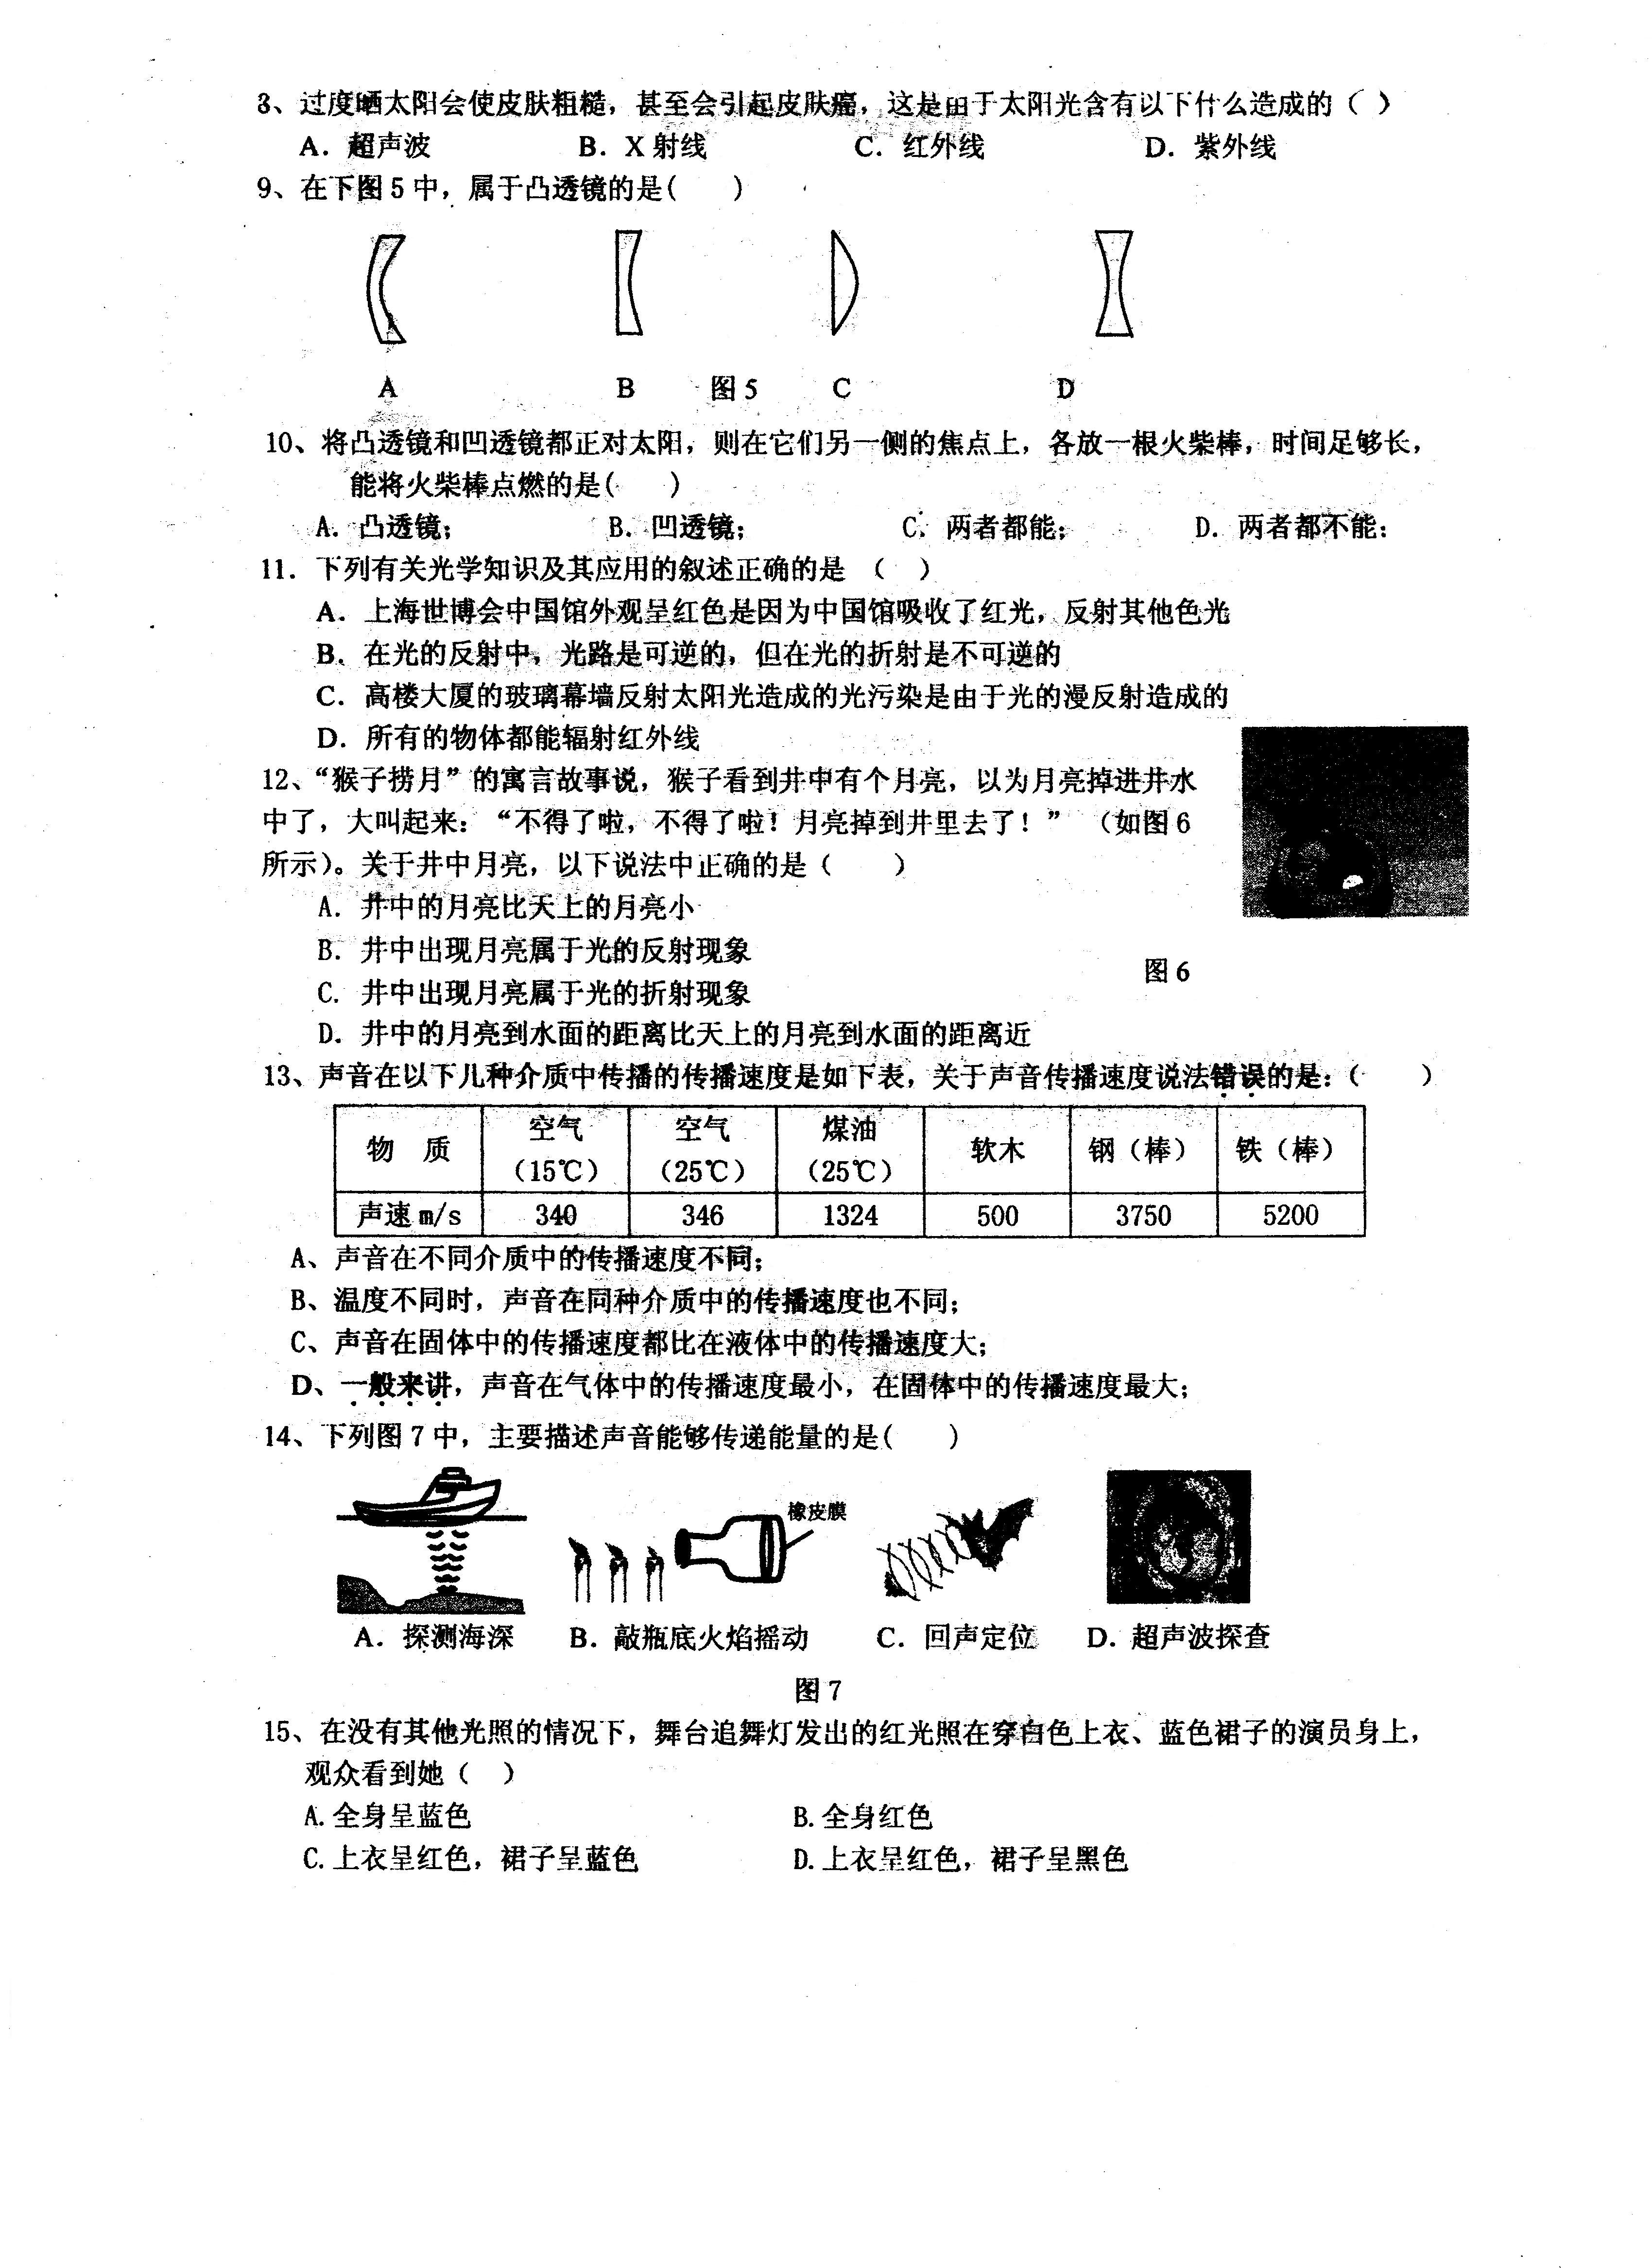 8、过度晒太阳会使皮肤粗糙，甚至会引起皮肤癌，这是由于太阳光含有以下什么造成的（ ）
A．超声波 B．X 射线 C．红外线 D．紫外线
9、在下图 5 中，属于凸透镜的是( )
A B 图 5 C D
10、将凸透镜和凹透镜都正对太阳，则在它们另一侧的焦点上，各放一根火柴棒，时间足够长，
能将火柴棒点燃的是( )
A．凸透镜； B．凹透镜； C．两者都能； D．两者都不能：
11．下列有关光学知识及其应用的叙述正确的是 （ ）
A．上海世博会中国馆外观呈红色是因为中国馆吸收了红光，反射其他色光
B．在光的反射中，光路是可逆的，但在光的折射是不可逆的
C．高楼大厦的玻璃幕墙反射太阳光造成的光污染是由于光的漫反射造成的
D．所有的物体都能辐射红外线
12、“猴子捞月”的寓言故事说，猴子看到井中有个月亮，以为月亮掉进井水
中了，大叫起来：“不得了啦，不得了啦！月亮掉到井里去了！”（如图 6
所示）。关于井中月亮，以下说法中正确的是（ ）
A．井中的月亮比天上的月亮小
B．井中出现月亮属于光的反射现象
图 6
C．井中出现月亮属于光的折射现象
D．井中的月亮到水面的距离比天上的月亮到水面的距离近
13、声音在以下几种介质中传播的传播速度是如下表，关于声音传播速度说法错误的是：（ ）
物 质 空气（15℃） 空气（25℃） 煤油（25℃） 软木 钢（棒） 铁（棒）
声速 m/s 340 346 1324 500 3750 5200
A、声音在不同介质中的传播速度不同；
B、温度不同时，声音在同种介质中的传播速度也不同；
C、声音在固体中的传播速度都比在液体中的传播速度大；
D、一般来讲，声音在气体中的传播速度最小，在固体中的传播速度最大；
14、下列图 7 中，主要描述声音能够传递能量的是( )
橡皮膜
A．探测海深 B．敲瓶底火焰摇动 C．回声定位 D．超声波探查
图 7
15、在没有其他光照的情况下，舞台追舞灯发出的红光照在穿白色上衣、蓝色裙子的演员身上，
观众看到她（ ）
A.全身呈蓝色 B.全身红色
C.上衣呈红色，裙子呈蓝色 D.上衣呈红色，裙子呈黑色